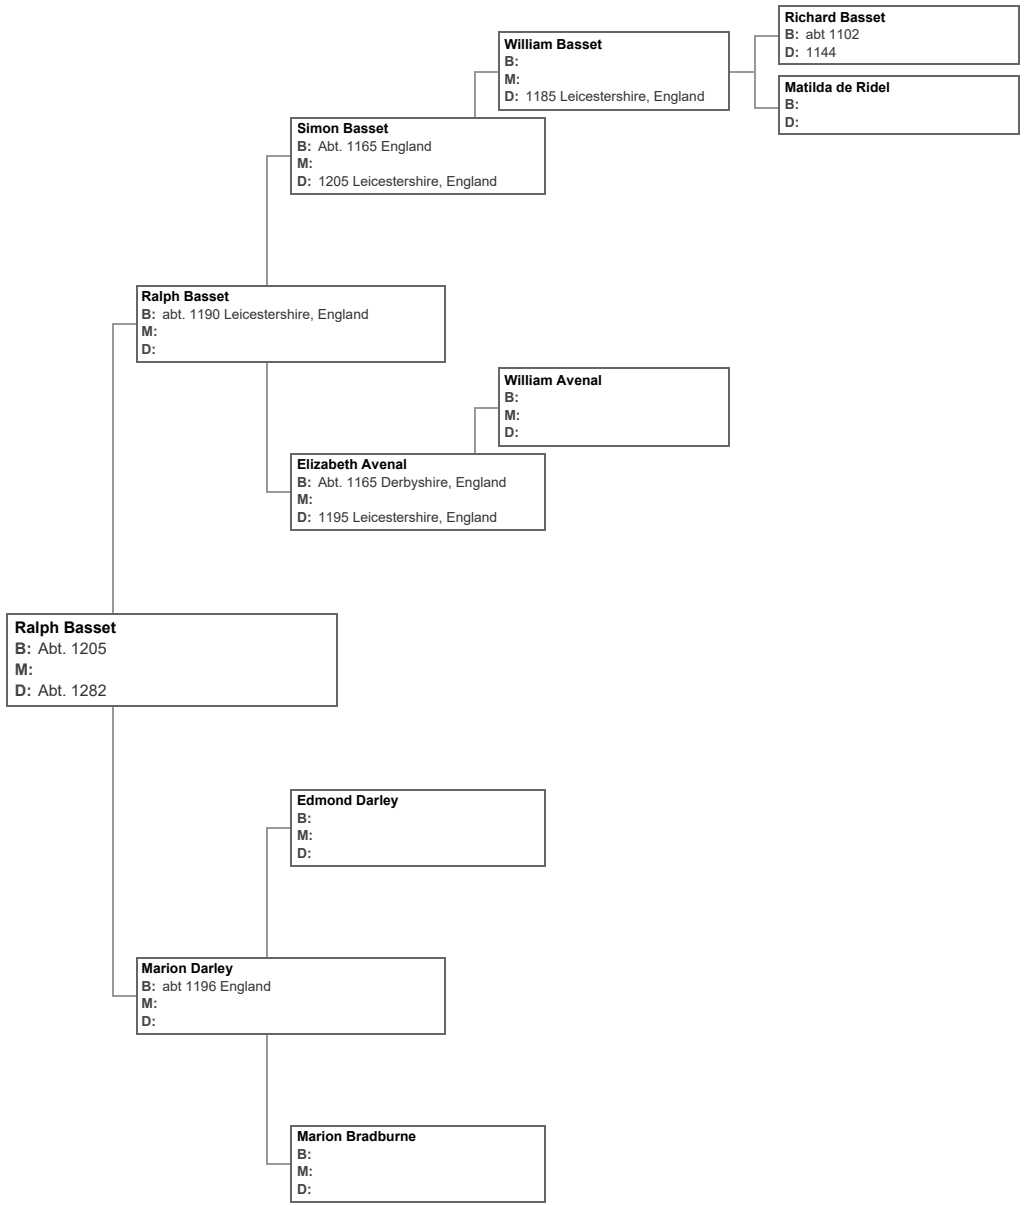 Richard Basset
B: abt 1102
D: 1144
William Basset
B:
M:
D: 1185 Leicestershire, England
Matilda de Ridel
B:
D:
Simon Basset
B: Abt. 1165 England
M:
D: 1205 Leicestershire, England
Ralph Basset
B: abt. 1190 Leicestershire, England
M:
D:
William Avenal
B:
M:
D:
Elizabeth Avenal
B: Abt. 1165 Derbyshire, England
M:
D: 1195 Leicestershire, England
Ralph Basset
B: Abt. 1205
M:
D: Abt. 1282
Edmond Darley
B:
M:
D:
Marion Darley
B: abt 1196 England
M:
D:
Marion Bradburne
B:
M:
D: